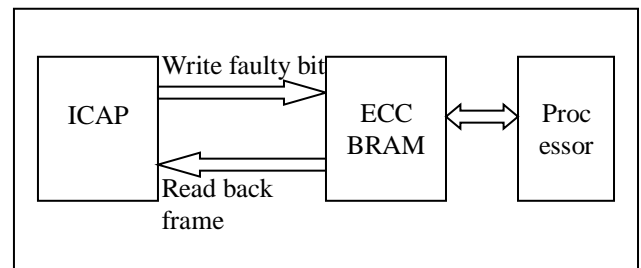 Write faulty bit
ICAP
ECC
BRAM
Proc
essor
Read back
frame